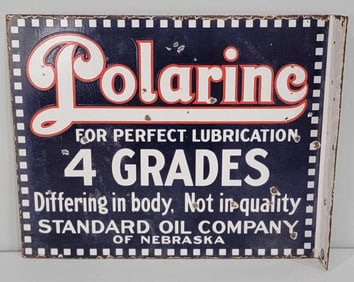 Polarine
FOR PERFECT LUBRICATION
4 GRADES
Differing in body, Not in quality
STANDARD OIL COMPANY
OF NEBRASKA